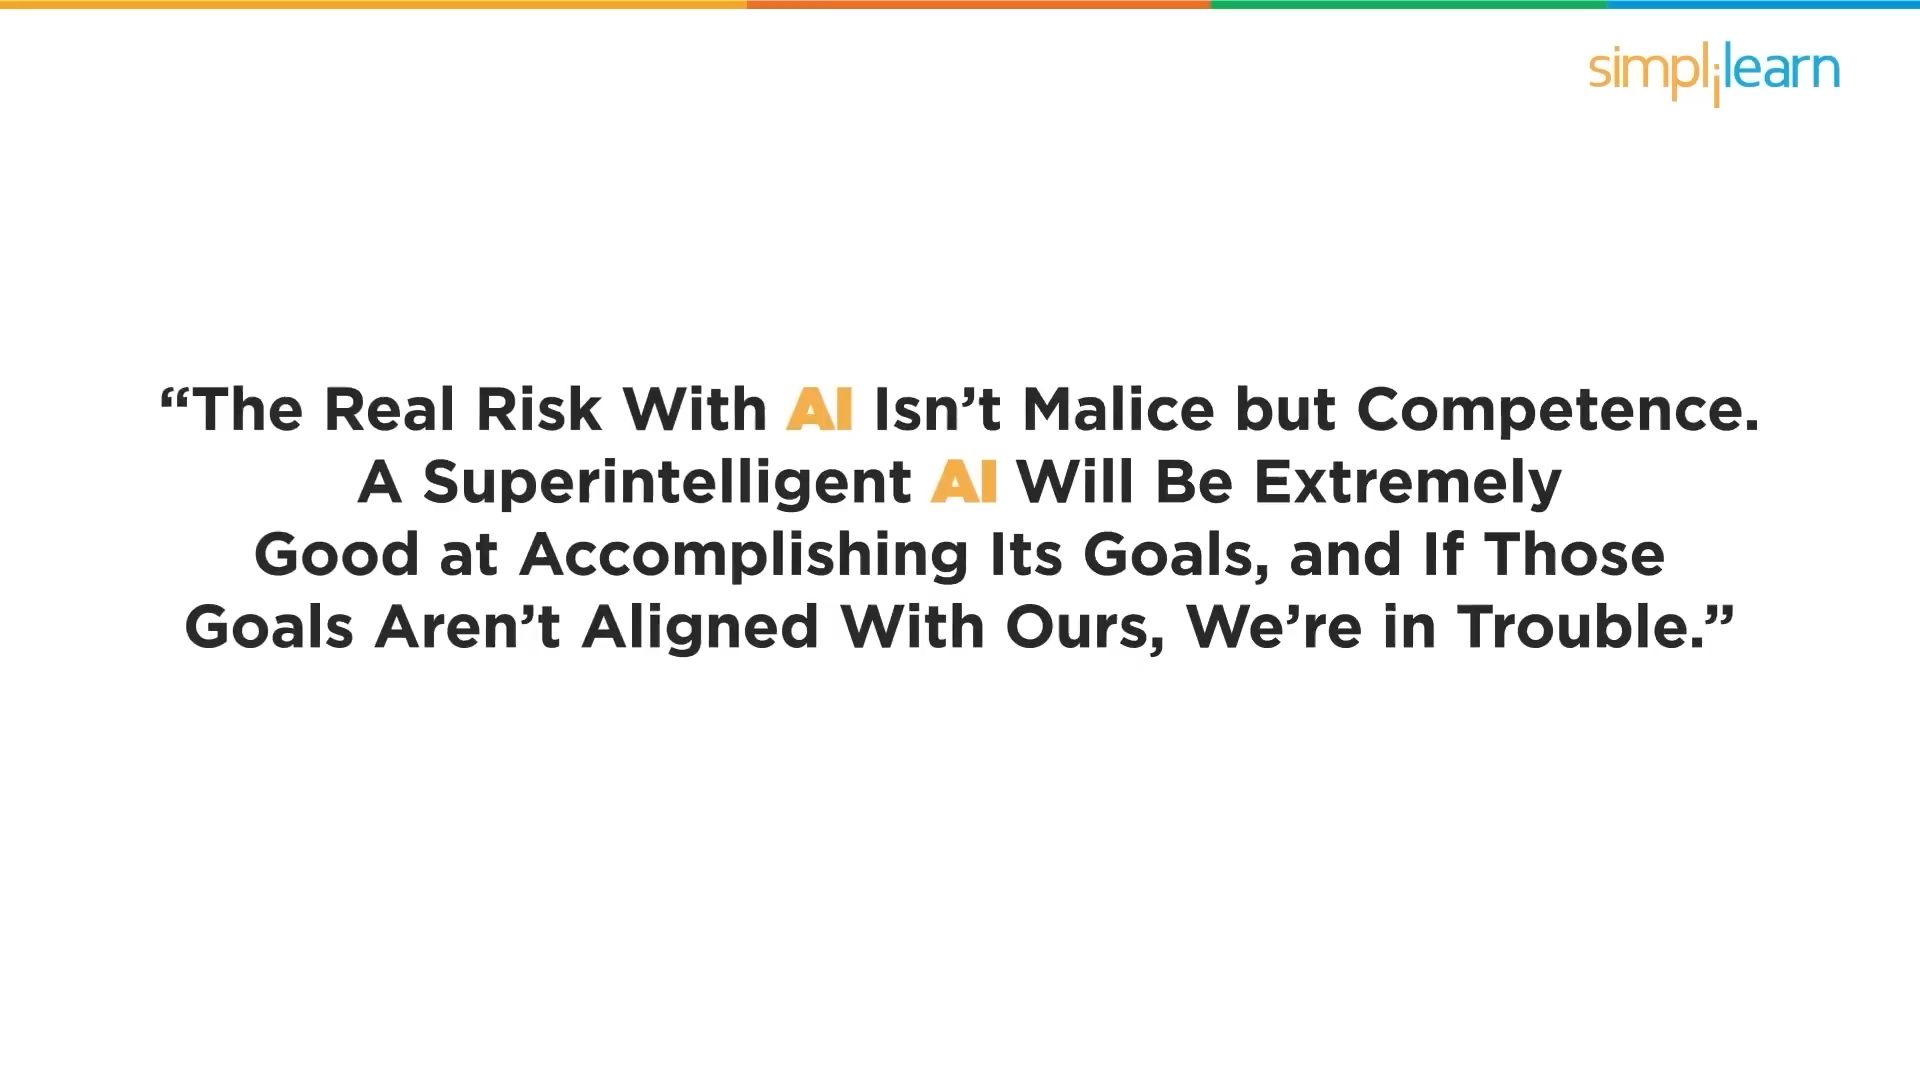 simplilearn
“The Real Risk With AI Isn’t Malice but Competence.
A Superintelligent AI Will Be Extremely
Good at Accomplishing Its Goals, and If Those
Goals Aren’t Aligned With Ours, We’re in Trouble.”